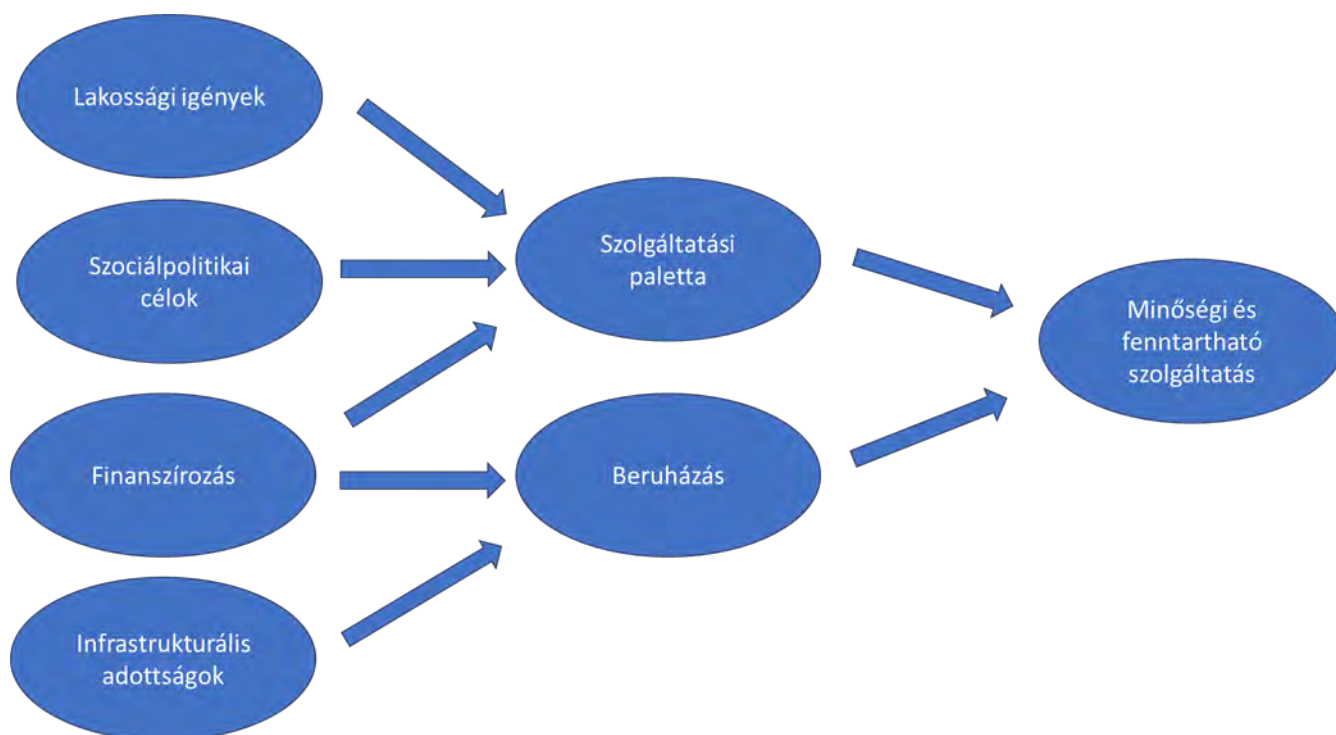 Lakossági igények
Szociálpolitikai
célok
Finanszírozás
Infrastrukturális
adottságok
Szolgáltatási
paletta
Beruházás
Minőségi és
fenntartható
szolgáltatás